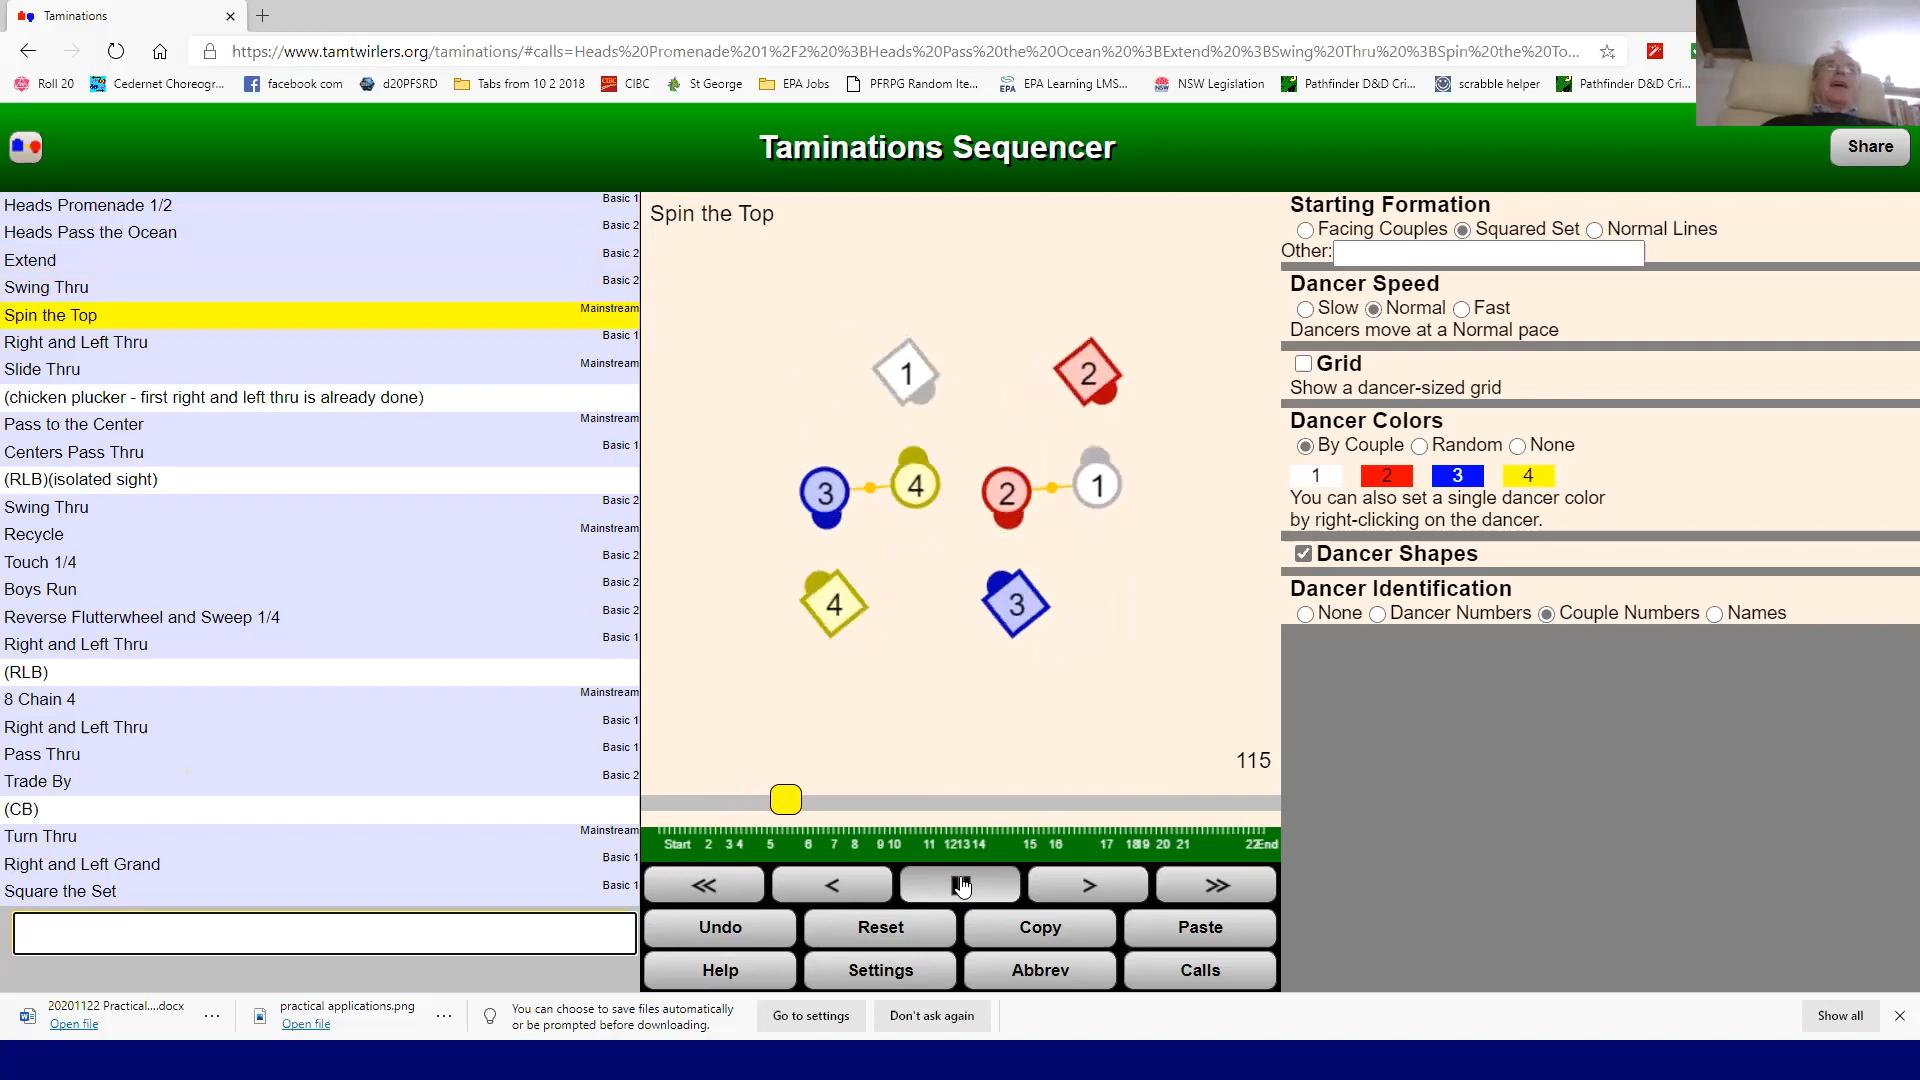 Taminations
https://www.tamtwirlers.org/taminations/#calls=Heads%20Promenade%201%2F2%20%3BHeads%20Pass%20the%20Ocean%20%3BExtend%20%3BSwing%20Thru%20%3BSpin%20the%20To...
Roll 20
Cedernet Choreogr...
facebook com
d20PFSRD
Tabs from 10 2 2018
CIBC
St George
EPA Jobs
PFRPG Random Ite...
EPA Learning LMS...
NSW Legislation
Pathfinder D&D Cri...
scrabble helper
Pathfinder D&D Cri...
Taminations Sequencer
Share
Heads Promenade 1/2 Basic 1
Heads Pass the Ocean Basic 2
Extend Basic 2
Swing Thru Basic 2
Spin the Top Mainstream
Right and Left Thru Basic 1
Slide Thru Mainstream
(chicken plucker - first right and left thru is already done)
Pass to the Center Mainstream
Centers Pass Thru Basic 1
(RLB)(isolated sight)
Swing Thru Basic 2
Recycle Mainstream
Touch 1/4 Basic 2
Boys Run Basic 2
Reverse Flutterwheel and Sweep 1/4 Basic 2
Right and Left Thru Basic 1
(RLB)
8 Chain 4 Mainstream
Right and Left Thru Basic 1
Pass Thru Basic 1
Trade By Basic 2
(CB)
Turn Thru Mainstream
Right and Left Grand Basic 1
Square the Set Basic 1
Spin the Top
1 2
3 4 2 1
4 3
115
Start 2 3 4 5 6 7 8 9 10 11 12 13 14 15 16 17 18 19 20 21 22 End
<< < > >>
Undo Reset Copy Paste
Help Settings Abbrev Calls
Starting Formation
Facing Couples Squared Set Normal Lines
Other:
Dancer Speed
Slow Normal Fast
Dancers move at a Normal pace
Grid
Show a dancer-sized grid
Dancer Colors
By Couple Random None
1 2 3 4
You can also set a single dancer color
by right-clicking on the dancer.
Dancer Shapes
Dancer Identification
None Dancer Numbers Couple Numbers Names
20201122 Practical....docx
Open file
practical applications.png
Open file
You can choose to save files automatically
or be prompted before downloading.
Go to settings
Don't ask again
Show all